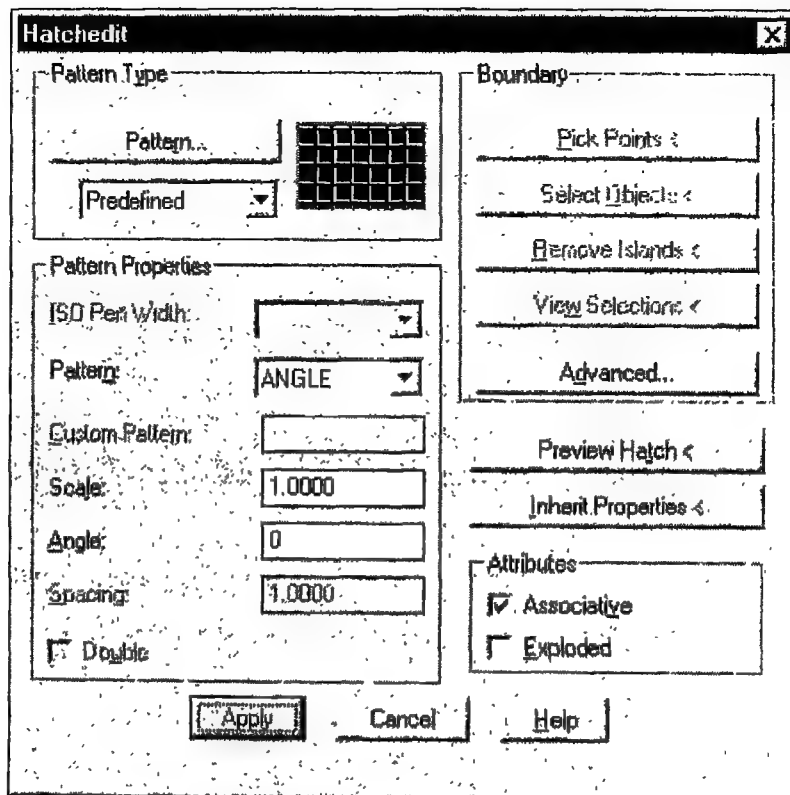 Hatchedit
Pattern Type
Pattern...
Predefined
Pattern Properties
ISO Pen Width:
Pattern:
ANGLE
Custom Pattern:
Scale:
1.0000
Angle:
0
Spacing:
1.0000
Double
Boundary
Pick Points <
Select Objects <
Remove Islands <
View Selections <
Advanced...
Preview Hatch <
Inherit Properties <
Attributes
Associative
Exploded
Apply
Cancel
Help